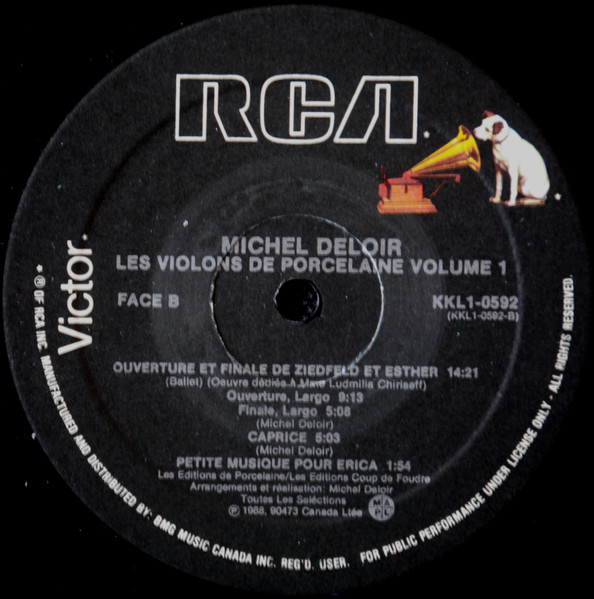 RCA
Victor
MICHEL DELOIR
LES VIOLONS DE PORCELAINE VOLUME 1
FACE B
KKL1-0592
(KKL1-0592-B)
OUVERTURE ET FINALE DE ZIEDFELD ET ESTHER 14:21
(Ballet) (Oeuvre dédiée à Mme Ludmilla Chiriaeff)
Ouverture, Largo 9:13
Finale, Largo 5:08
(Michel Deloir)
CAPRICE 5:03
(Michel Deloir)
PETITE MUSIQUE POUR ERICA 1:54
Les Editions de Porcelaine/Les Editions Coup de Foudre
Arrangements et réalisation: Michel Deloir
Toutes Les Seléctions
℗ 1988, 90473 Canada Ltée
MAPL
* ® OF RCA INC. MANUFACTURED AND DISTRIBUTED BY: BMG MUSIC CANADA INC. REG'D. USER. FOR PUBLIC PERFORMANCE UNDER LICENSE ONLY - ALL RIGHTS RESERVED.